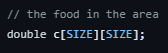 // the food in the area
double c[SIZE][SIZE];